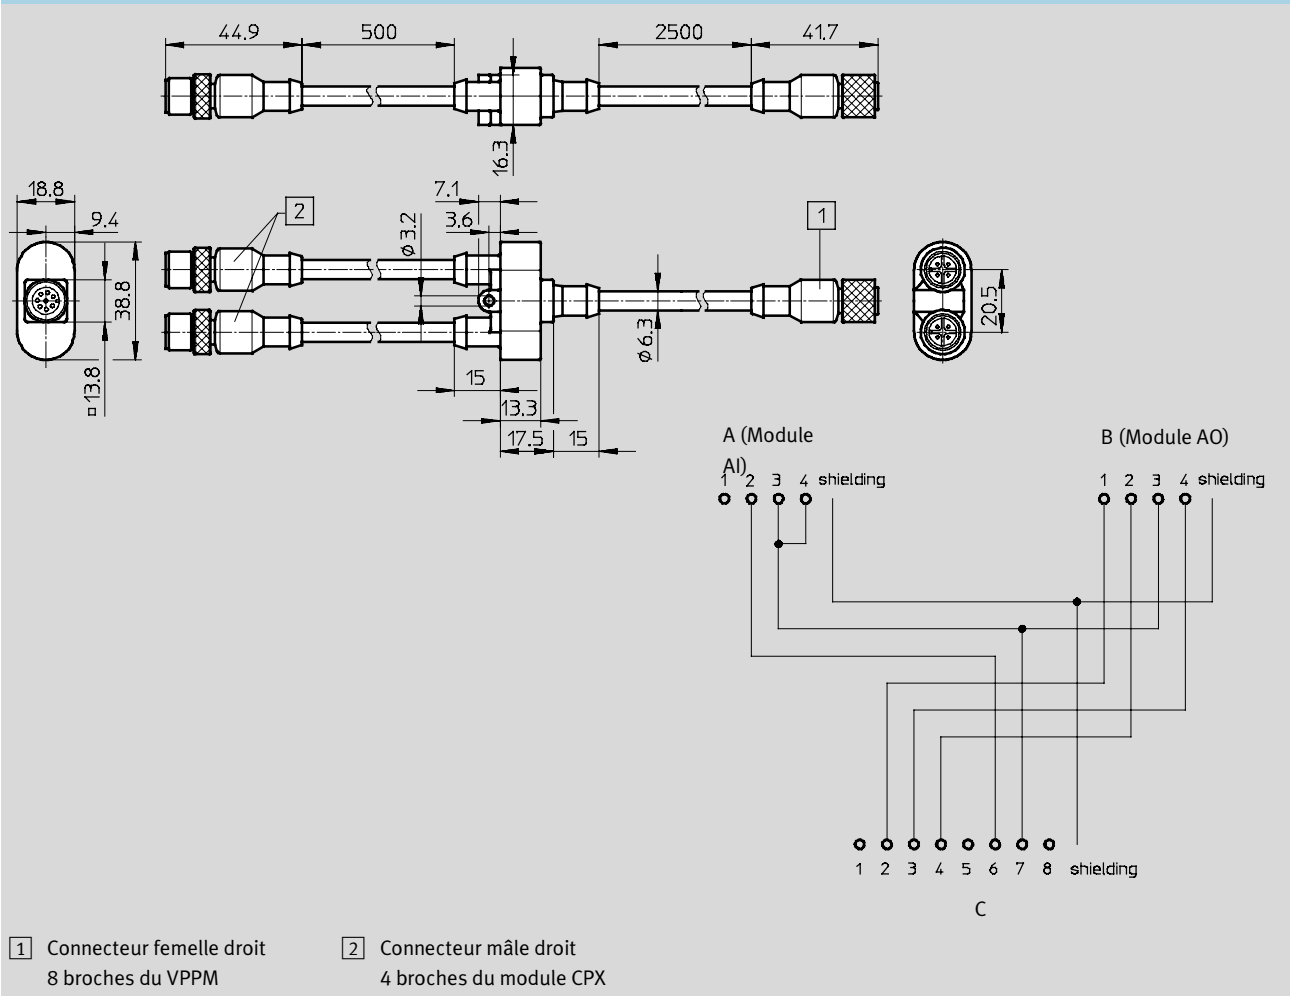 44.9 500 2500 41.7
16.3
18.8
9.4
38.8
□ 13.8
2
7.1
3.6
ø 3.2
1
ø 6.3
20.5
15
13.3
17.5 15
A (Module
AI)
B (Module AO)
1 2 3 4 shielding
1 2 3 4 shielding
1 2 3 4 5 6 7 8 shielding
C
1 Connecteur femelle droit
8 broches du VPPM
2 Connecteur mâle droit
4 broches du module CPX